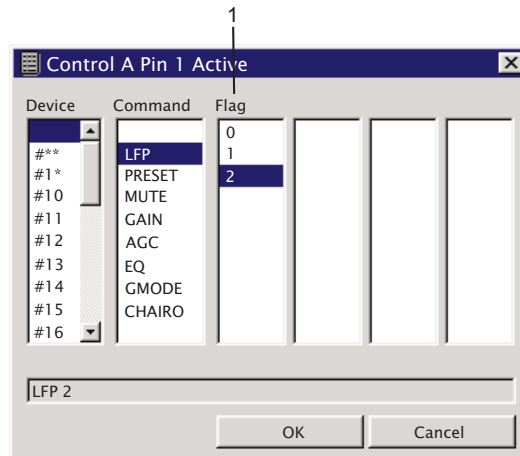 1
Control A Pin 1 Active
Device Command Flag
0
#** LFP 1
#1* PRESET 2
#10 MUTE
#11 GAIN
#12 AGC
#13 EQ
#14 GMODE
#15 CHAIRO
#16
LFP 2
OK Cancel